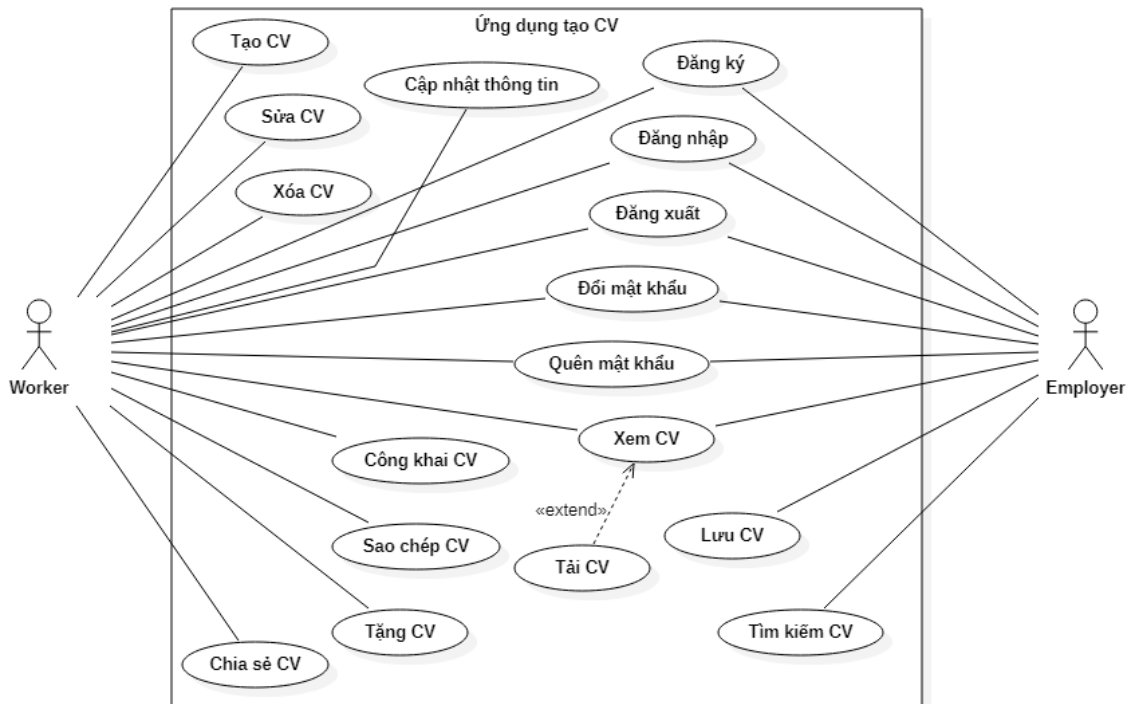 Ứng dụng tạo CV
Tạo CV
Cập nhật thông tin
Đăng ký
Sửa CV
Đăng nhập
Xóa CV
Đăng xuất
Đổi mật khẩu
Quên mật khẩu
Worker
Employer
Xem CV
Công khai CV
«extend»
Lưu CV
Sao chép CV
Tải CV
Tặng CV
Tìm kiếm CV
Chia sẻ CV